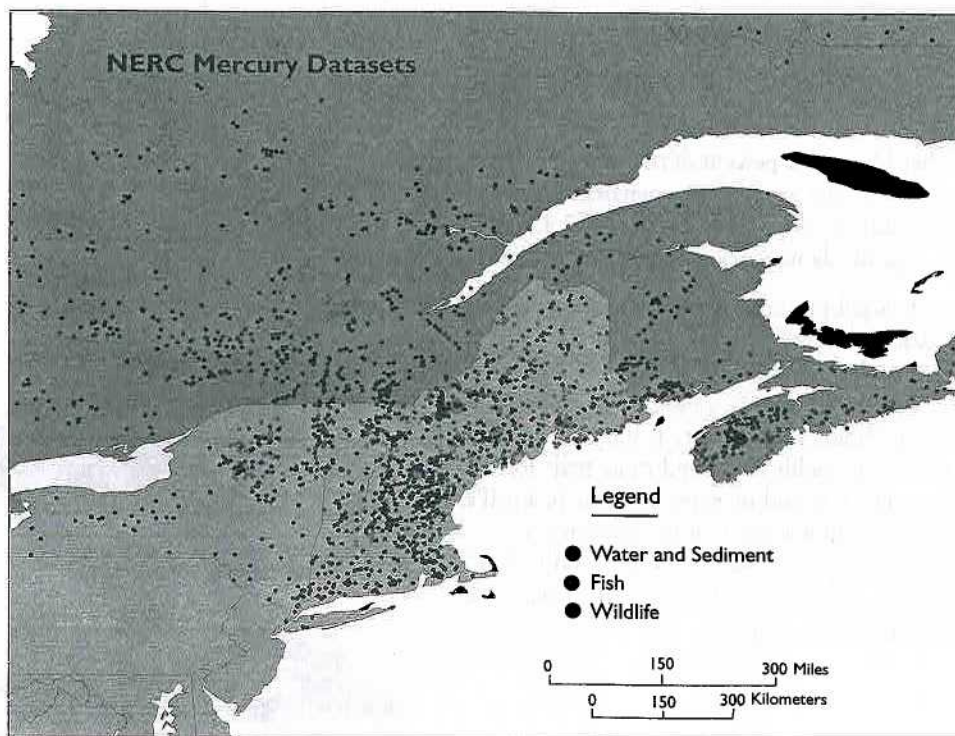 NERC Mercury Datasets
Legend
Water and Sediment
Fish
Wildlife
0 150 300 Miles
0 150 300 Kilometers